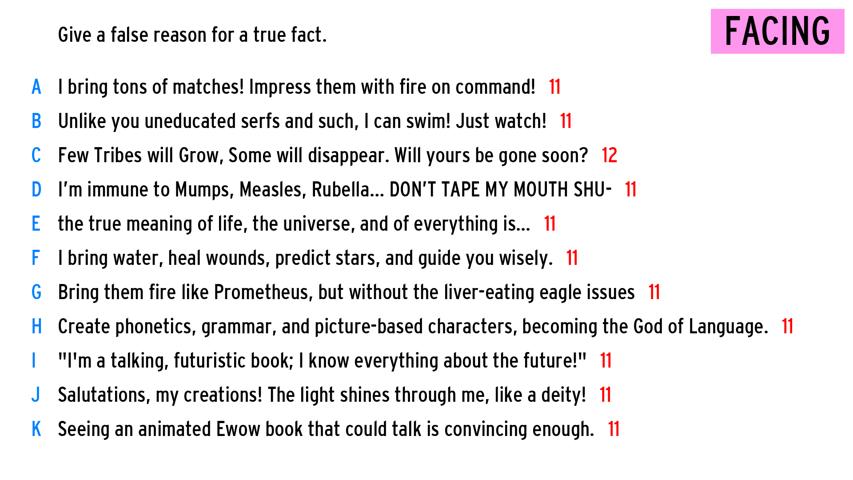 Give a false reason for a true fact.
FACING
A I bring tons of matches! Impress them with fire on command! 11
B Unlike you uneducated serfs and such, I can swim! Just watch! 11
C Few Tribes will Grow, Some will disappear. Will yours be gone soon? 12
D I'm immune to Mumps, Measles, Rubella... DON'T TAPE MY MOUTH SHU- 11
E the true meaning of life, the universe, and of everything is... 11
F I bring water, heal wounds, predict stars, and guide you wisely. 11
G Bring them fire like Prometheus, but without the liver-eating eagle issues 11
H Create phonetics, grammar, and picture-based characters, becoming the God of Language. 11
I "I'm a talking, futuristic book; I know everything about the future!" 11
J Salutations, my creations! The light shines through me, like a deity! 11
K Seeing an animated Ewow book that could talk is convincing enough. 11